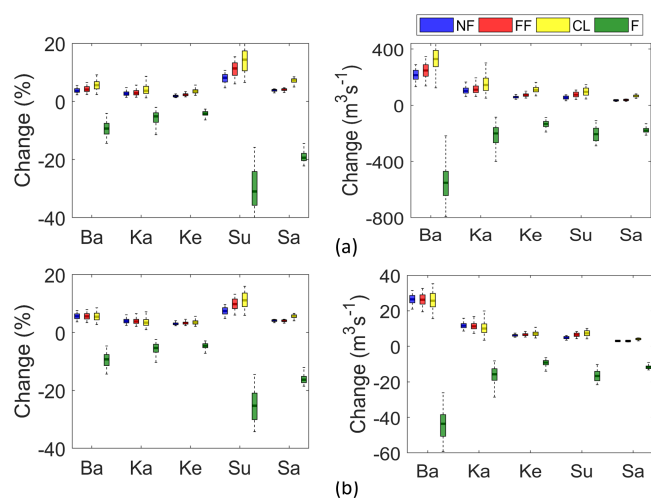 NF FF CL F
20
0
-20
-40
Change (%)
Ba Ka Ke Su Sa
400
0
-400
-800
Change (m³s⁻¹)
Ba Ka Ke Su Sa
(a)
20
0
-20
-40
Change (%)
Ba Ka Ke Su Sa
40
20
0
-20
-40
-60
Change (m³s⁻¹)
Ba Ka Ke Su Sa
(b)